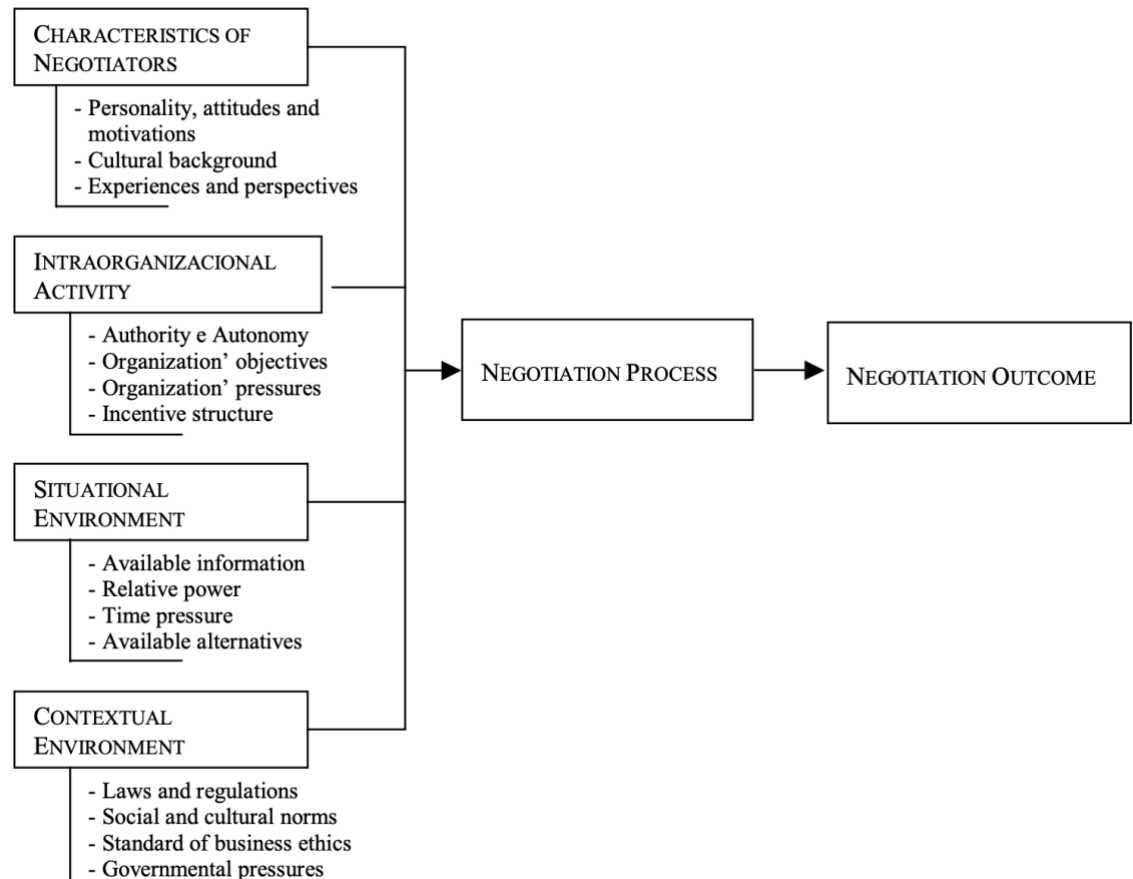 CHARACTERISTICS OF
NEGOTIATORS
- Personality, attitudes and
motivations
- Cultural background
- Experiences and perspectives
INTRAORGANIZACIONAL
ACTIVITY
- Authority e Autonomy
- Organization’ objectives
- Organization’ pressures
- Incentive structure
SITUATIONAL
ENVIRONMENT
- Available information
- Relative power
- Time pressure
- Available alternatives
CONTEXTUAL
ENVIRONMENT
- Laws and regulations
- Social and cultural norms
- Standard of business ethics
- Governmental pressures
NEGOTIATION PROCESS
NEGOTIATION OUTCOME